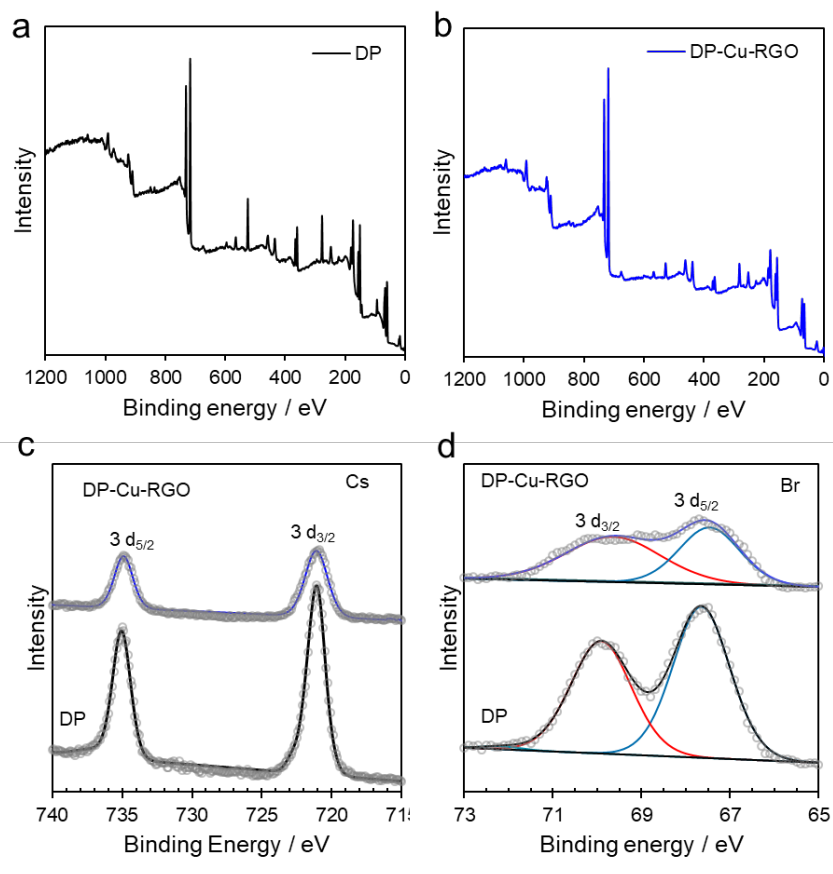 a
DP
Intensity
1200 1000 800 600 400 200 0
Binding energy / eV
b
DP-Cu-RGO
Intensity
1200 1000 800 600 400 200 0
Binding energy / eV
c
DP-Cu-RGO
Cs
3 d5/2
3 d3/2
Intensity
DP
740 735 730 725 720 715
Binding Energy / eV
d
DP-Cu-RGO
Br
3 d3/2
3 d5/2
Intensity
DP
73 71 69 67 65
Binding energy / eV